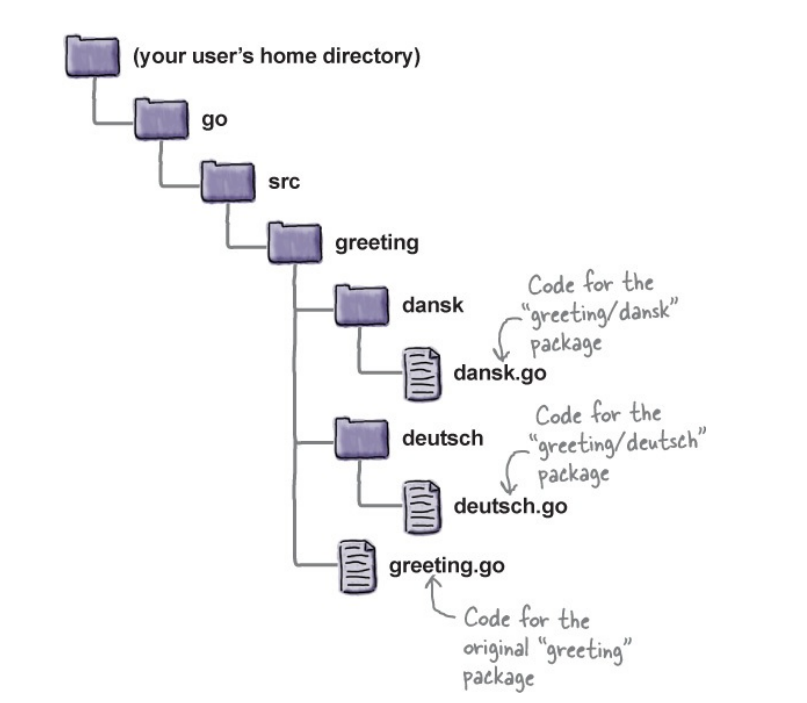 (your user’s home directory)
go
src
greeting
dansk
Code for the
“greeting/dansk”
package
dansk.go
deutsch
Code for the
“greeting/deutsch”
package
deutsch.go
greeting.go
Code for the
original “greeting”
package